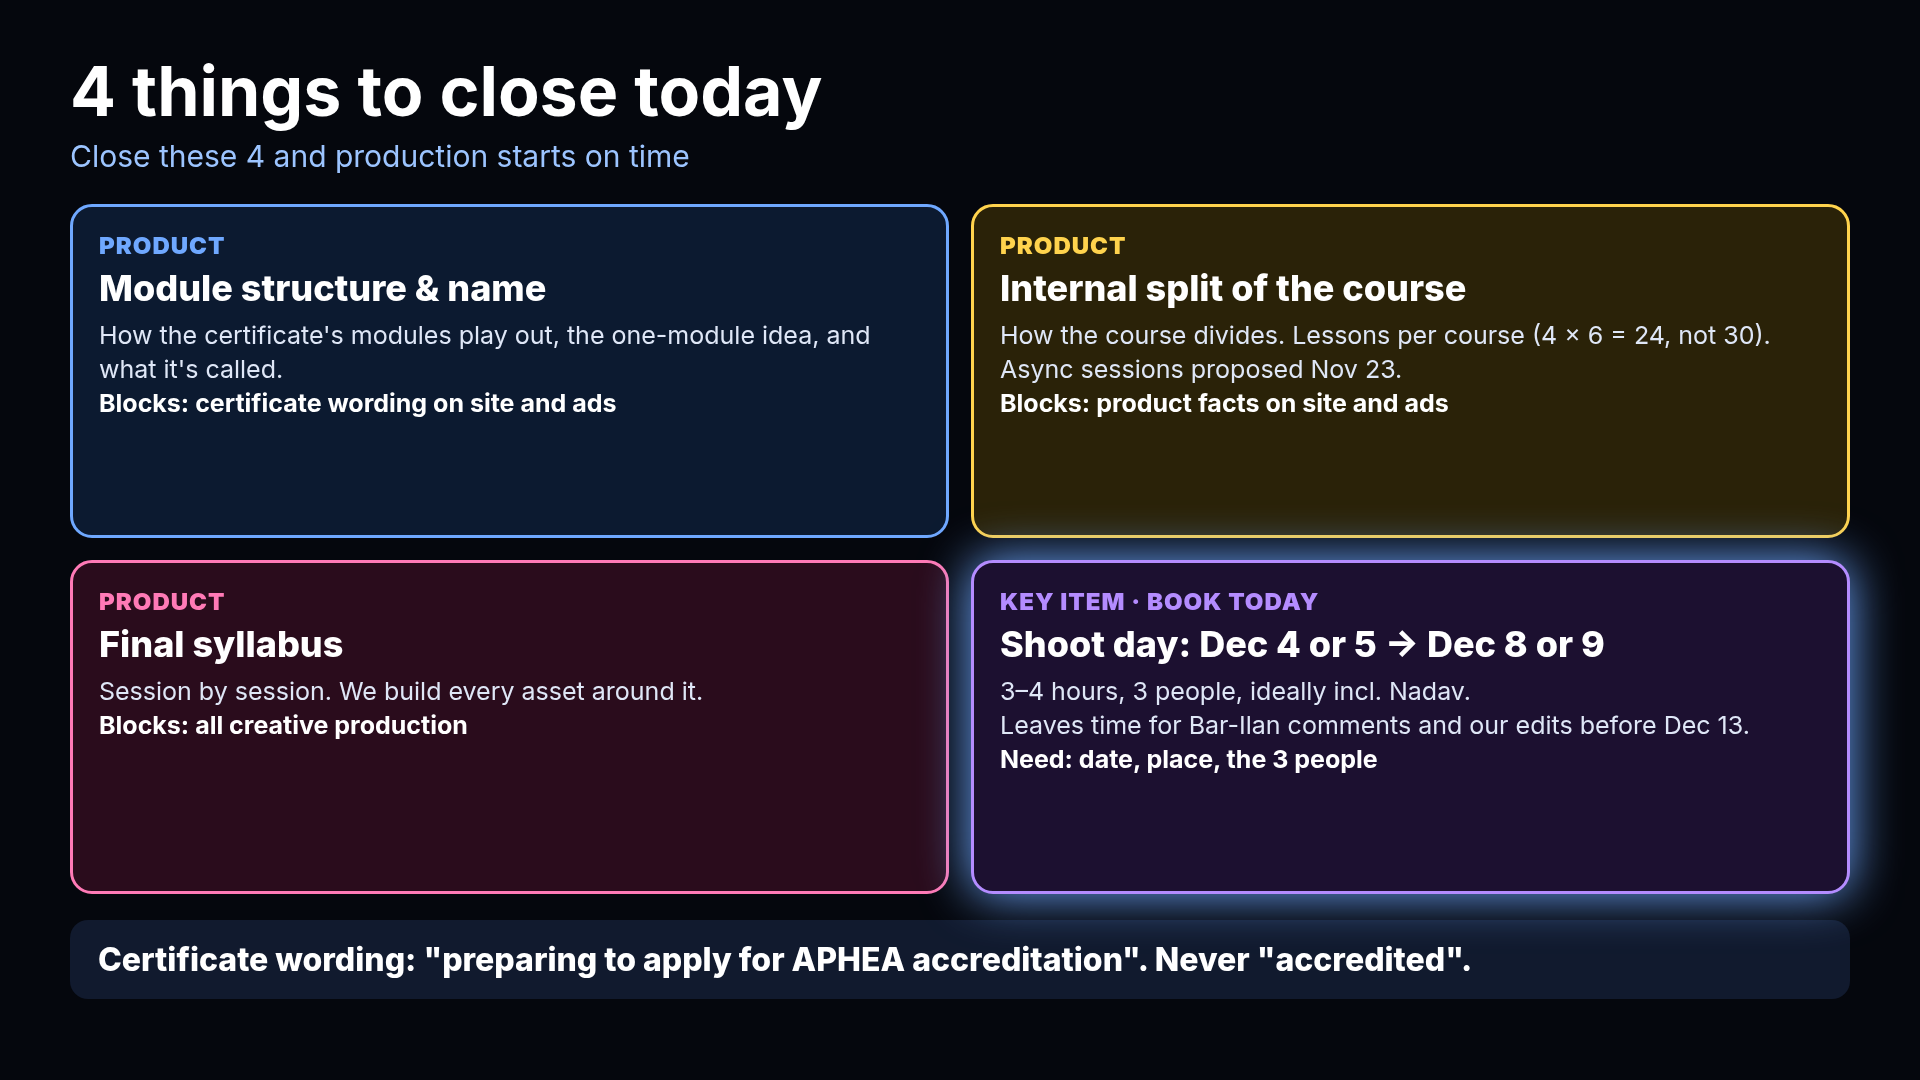 4 things to close today
Close these 4 and production starts on time
PRODUCT
Module structure & name
How the certificate's modules play out, the one-module idea, and
what it's called.
Blocks: certificate wording on site and ads
PRODUCT
Internal split of the course
How the course divides. Lessons per course (4 × 6 = 24, not 30).
Async sessions proposed Nov 23.
Blocks: product facts on site and ads
PRODUCT
Final syllabus
Session by session. We build every asset around it.
Blocks: all creative production
KEY ITEM · BOOK TODAY
Shoot day: Dec 4 or 5 → Dec 8 or 9
3–4 hours, 3 people, ideally incl. Nadav.
Leaves time for Bar-Ilan comments and our edits before Dec 13.
Need: date, place, the 3 people
Certificate wording: "preparing to apply for APHEA accreditation". Never "accredited".